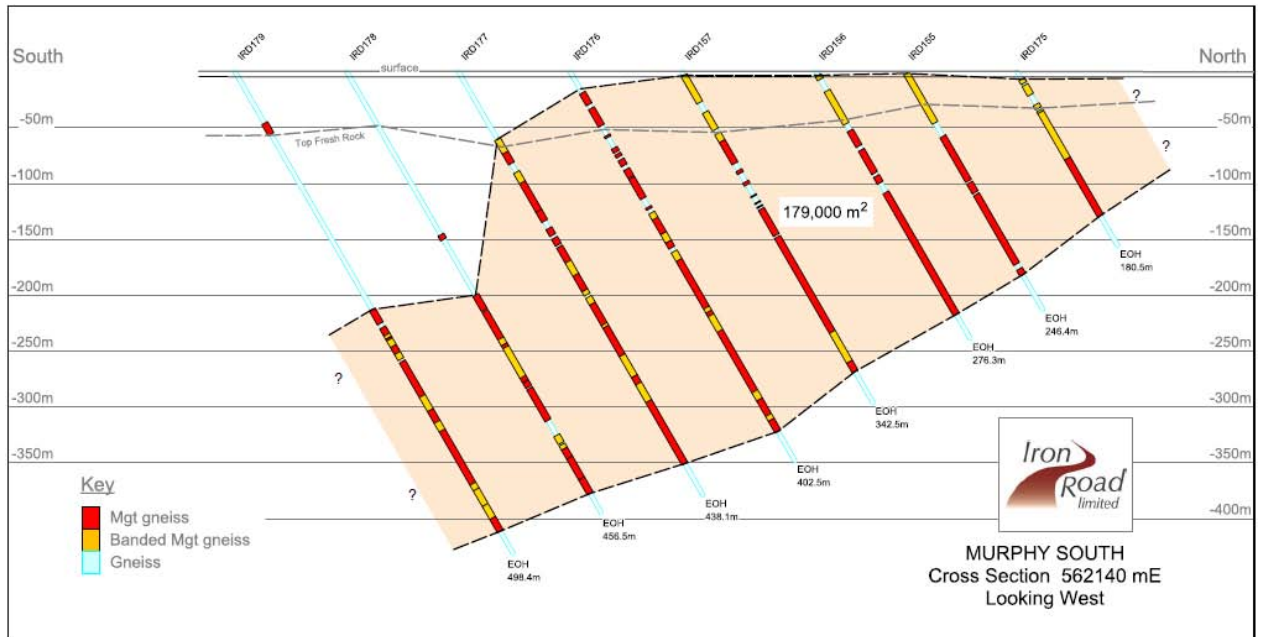 South
North
IRD179
IRD178
IRD177
IRD176
IRD157
IRD156
IRD155
IRD175
surface
Top Fresh Rock
-50m
-50m
-100m
-100m
-150m
-150m
-200m
-200m
-250m
-250m
-300m
-300m
-350m
-350m
-400m
-400m
?
?
?
?
179,000 m²
EOH
180.5m
EOH
246.4m
EOH
276.3m
EOH
342.5m
EOH
402.5m
EOH
438.1m
EOH
456.5m
EOH
498.4m
Key
Mgt gneiss
Banded Mgt gneiss
Gneiss
Iron
Road
limited
MURPHY SOUTH
Cross Section 562140 mE
Looking West